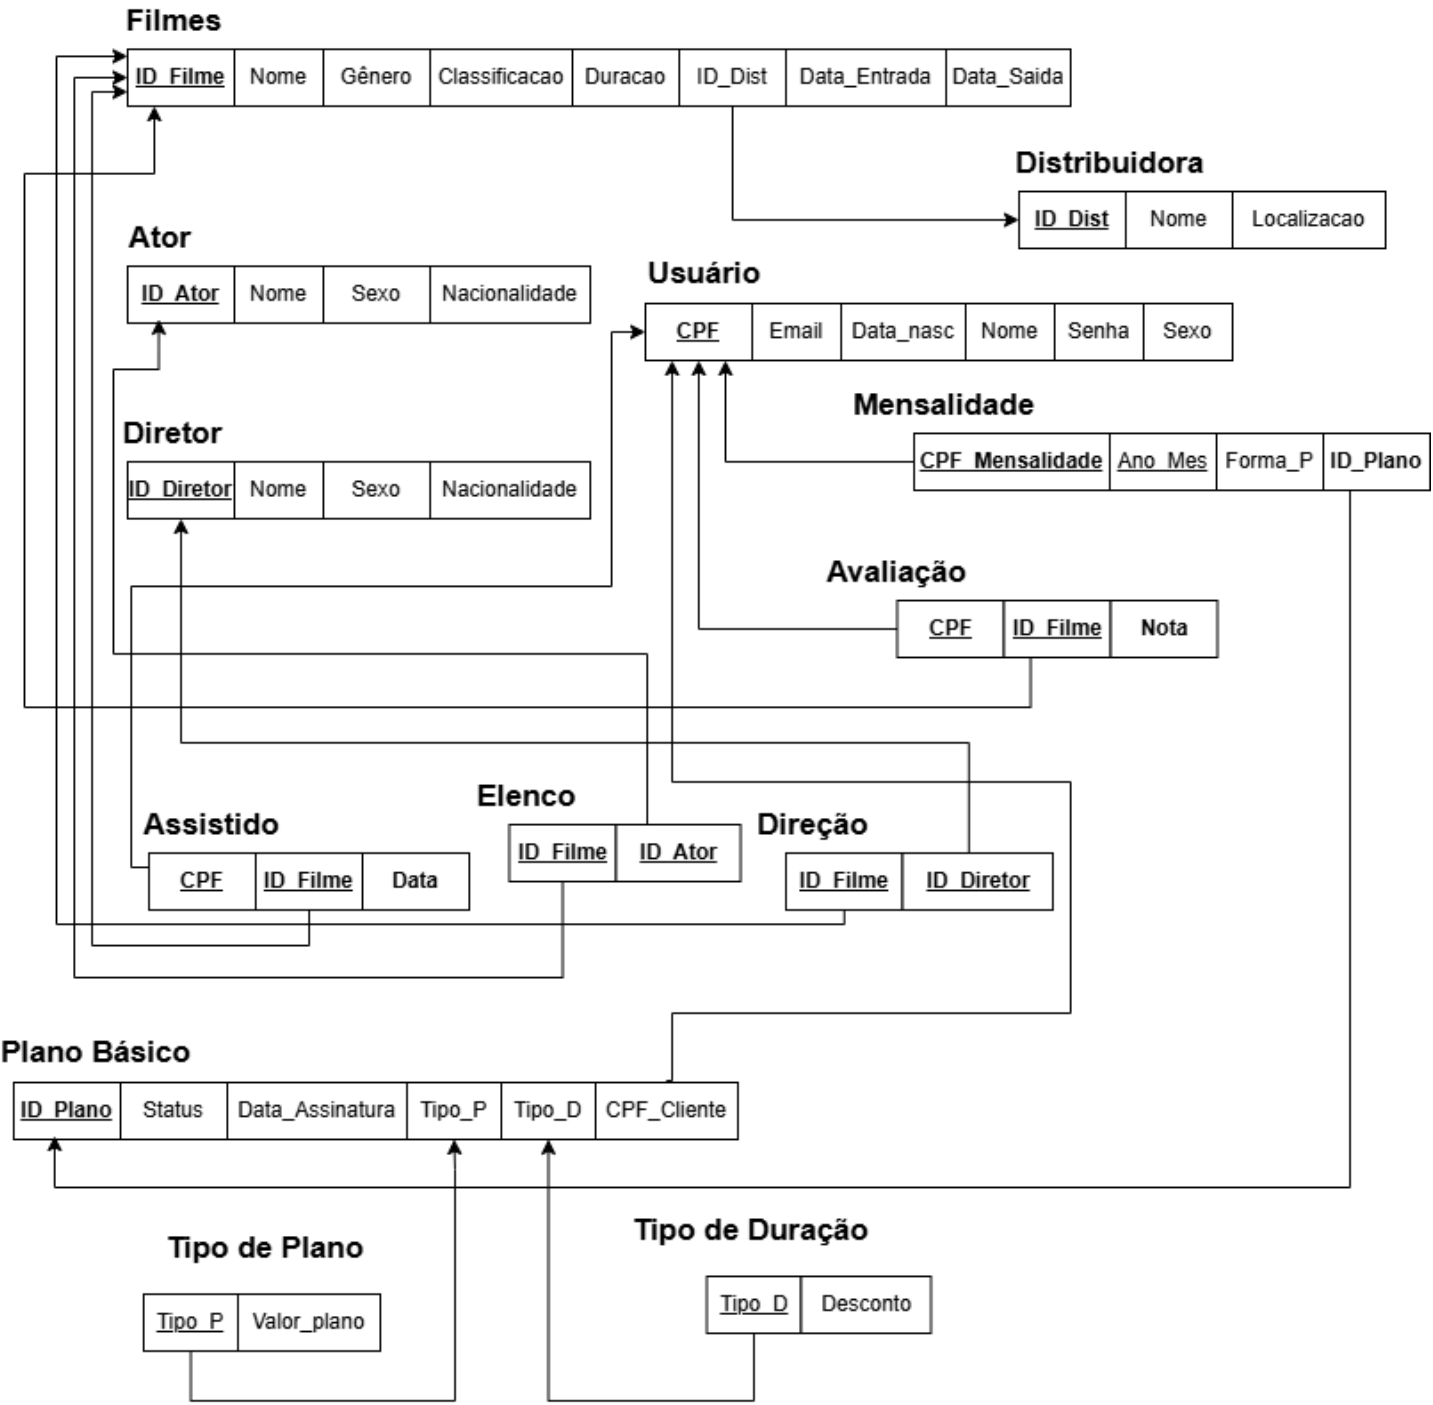 Filmes
ID_Filme Nome Gênero Classificacao Duracao ID_Dist Data_Entrada Data_Saida
Distribuidora
ID_Dist Nome Localizacao
Ator
ID_Ator Nome Sexo Nacionalidade
Usuário
CPF Email Data_nasc Nome Senha Sexo
Mensalidade
CPF_Mensalidade Ano_Mes Forma_P ID_Plano
Diretor
ID_Diretor Nome Sexo Nacionalidade
Avaliação
CPF ID_Filme Nota
Elenco
ID_Filme ID_Ator
Assistido
CPF ID_Filme Data
Direção
ID_Filme ID_Diretor
Plano Básico
ID_Plano Status Data_Assinatura Tipo_P Tipo_D CPF_Cliente
Tipo de Plano
Tipo_P Valor_plano
Tipo de Duração
Tipo_D Desconto